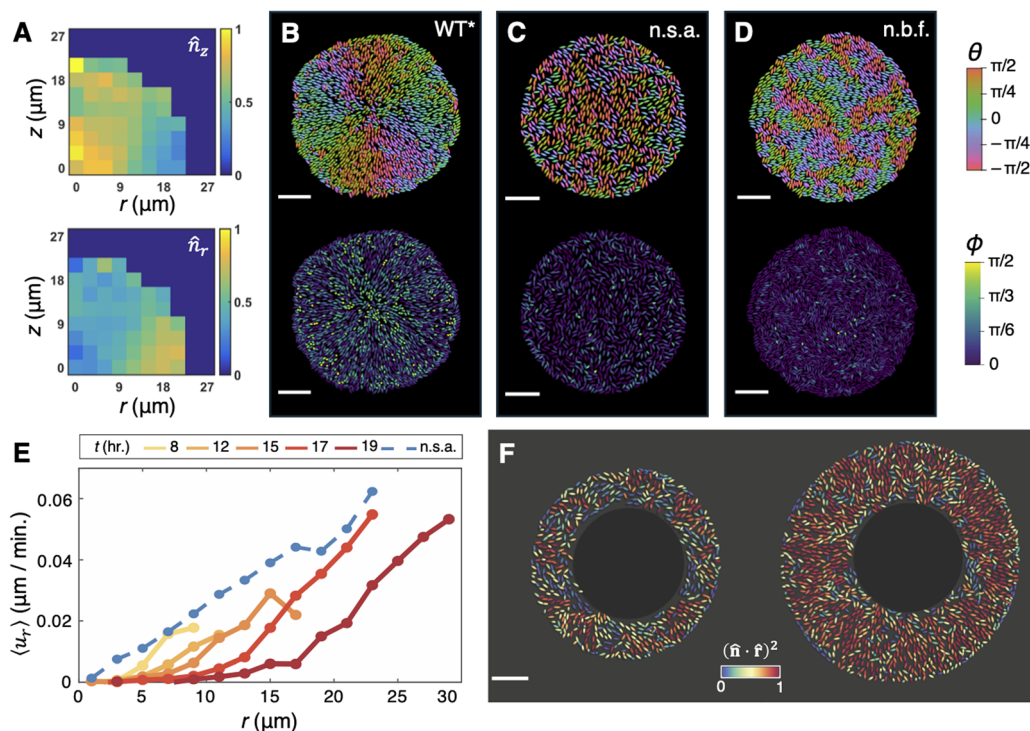 A
n̂z
1
0.5
0
z (µm)
18
9
0
0 9 18 27
r (µm)
n̂r
1
0.5
0
z (µm)
18
9
0
0 9 18 27
r (µm)
B
WT*
C
n.s.a.
D
n.b.f.
θ
π/2
π/4
0
−π/4
−π/2
ϕ
π/2
π/3
π/6
0
E
t (hr.) 8 12 15 17 19 n.s.a.
⟨ur⟩ (µm / min.)
0.06
0.04
0.02
0
0 5 10 15 20 25 30
r (µm)
F
(n̂ · r̂)²
0 1